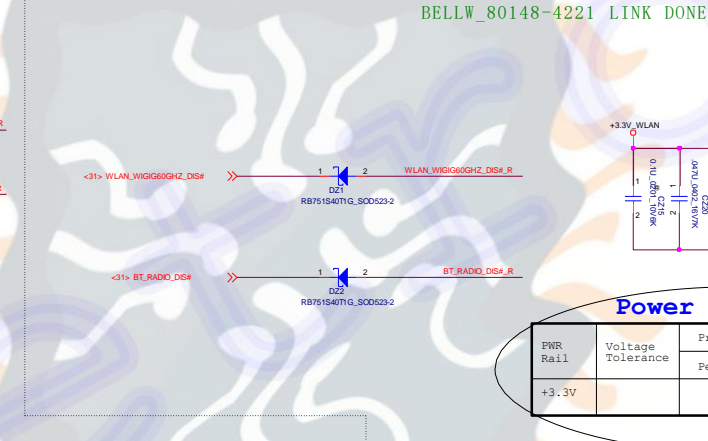 BELLW_80148-4221 LINK DONE
+3.3V_WLAN
<31> WLAN_WIGIG60GHZ_DIS#
1
2
WLAN_WIGIG60GHZ_DIS#_R
DZ1
RB751S40T1G_SOD523-2
1
2
0.1U_0201_10V6K
CZ15
1
2
.047U_0402_16V7K
CZ20
<31> BT_RADIO_DIS#
1
2
BT_RADIO_DIS#_R
DZ2
RB751S40T1G_SOD523-2
Power
PWR
Rail
Voltage
Tolerance
+3.3V